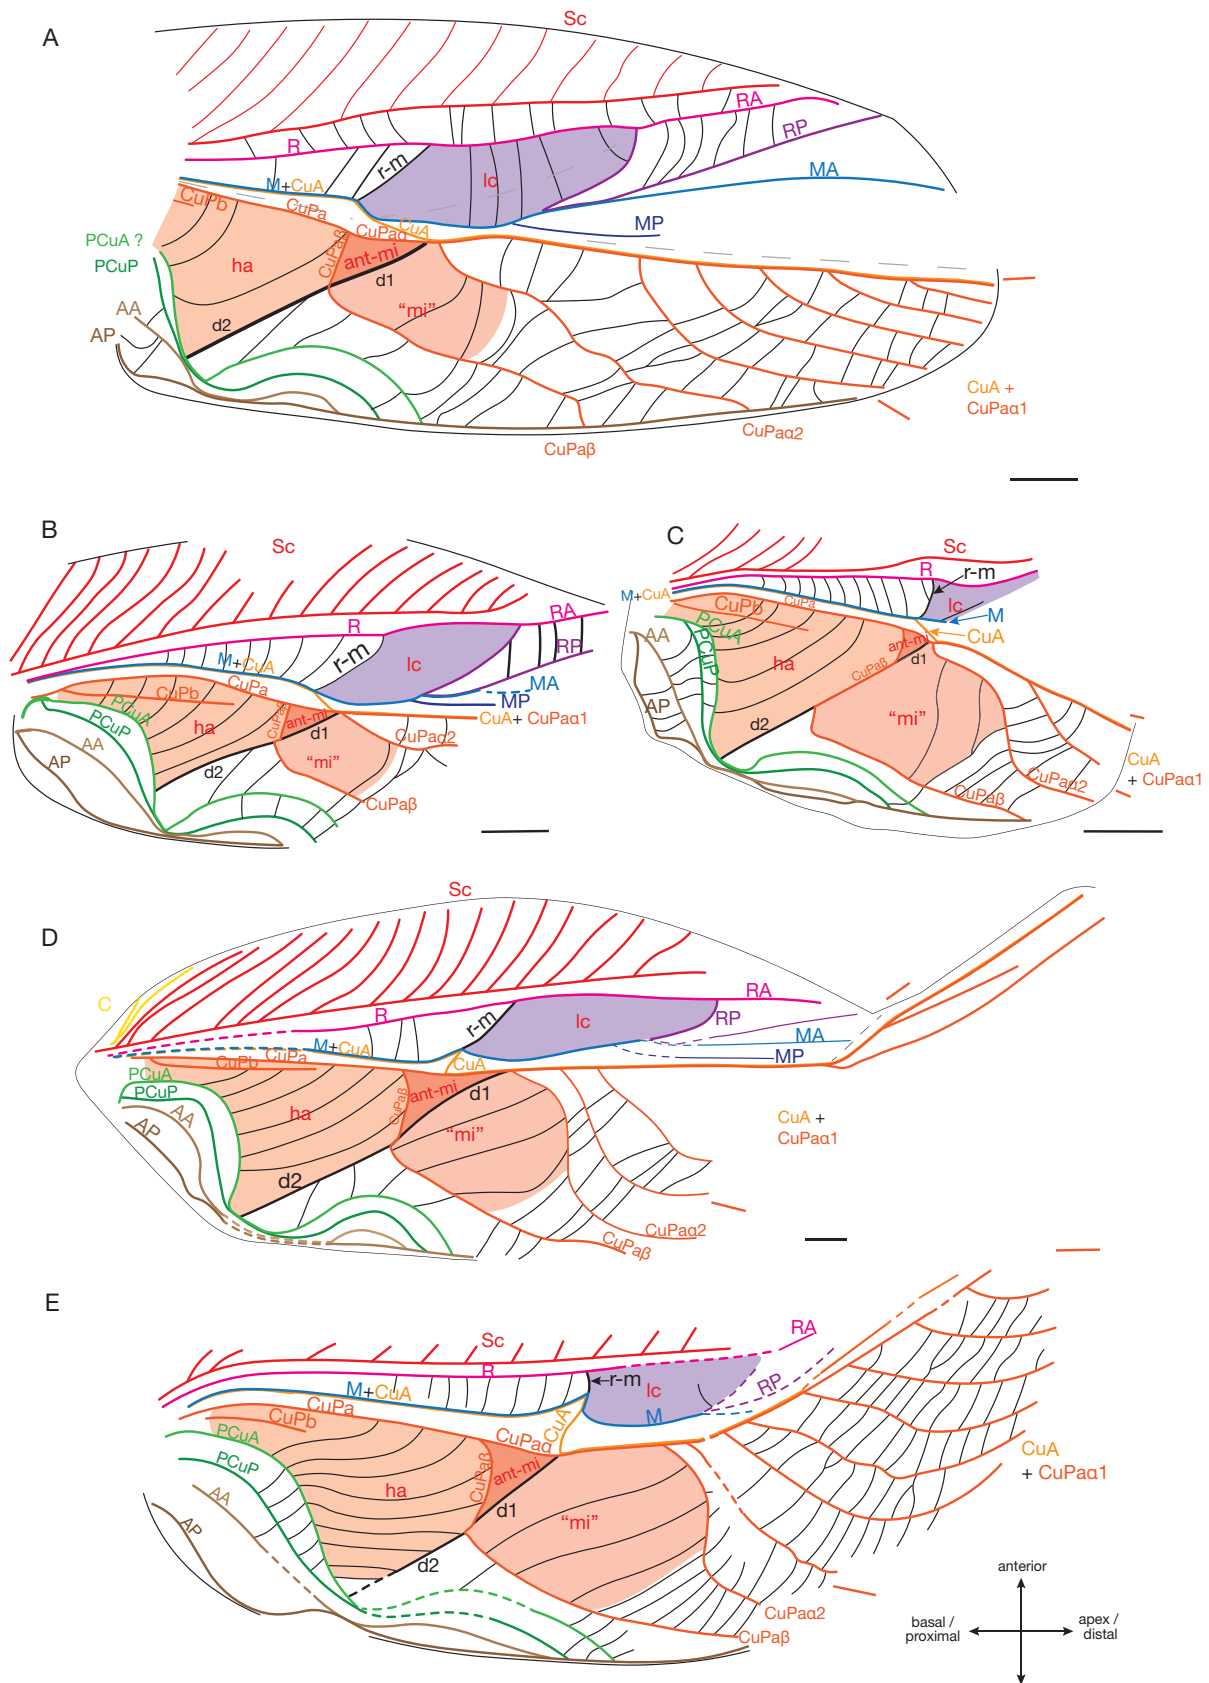 A
Sc
RA
R
RP
r-m
lc
MA
M+CuA
CuPb
CuPa
CuPaα
CuA
MP
PCuA ?
PCuP
ha
CuPaβ
ant-mi
d1
"mi"
AA
AP
d2
CuA +
CuPaα1
CuPaα2
CuPaβ
B
Sc
RA
R
RP
r-m
lc
M+CuA
CuPa
MA
MP
CuPb
PCuA
PCuP
ha
CuPaβ
ant-mi
d1
CuA+ CuPaα1
CuPaα2
AA
AP
d2
"mi"
CuPaβ
C
Sc
R
r-m
M+CuA
CuPb
CuPa
lc
M
CuA
PCuA
AA
PCuP
ha
ant-mi
d1
CuPaβ
AP
d2
"mi"
CuA
+ CuPaα1
CuPaα2
CuPaβ
D
Sc
C
RA
R
RP
r-m
lc
M+CuA
MA
MP
CuPb
CuPa
CuA
PCuA
PCuP
AA
AP
ha
CuPaβ
ant-mi
d1
"mi"
d2
CuA +
CuPaα1
CuPaα2
CuPaβ
E
Sc
RA
R
r-m
RP
M+CuA
lc
M
CuPa
CuPb
CuA
CuPaα
PCuA
PCuP
CuPaβ
ant-mi
CuA
+ CuPaα1
AA
AP
ha
d1
"mi"
d2
CuPaα2
CuPaβ
anterior
basal /
proximal
apex /
distal